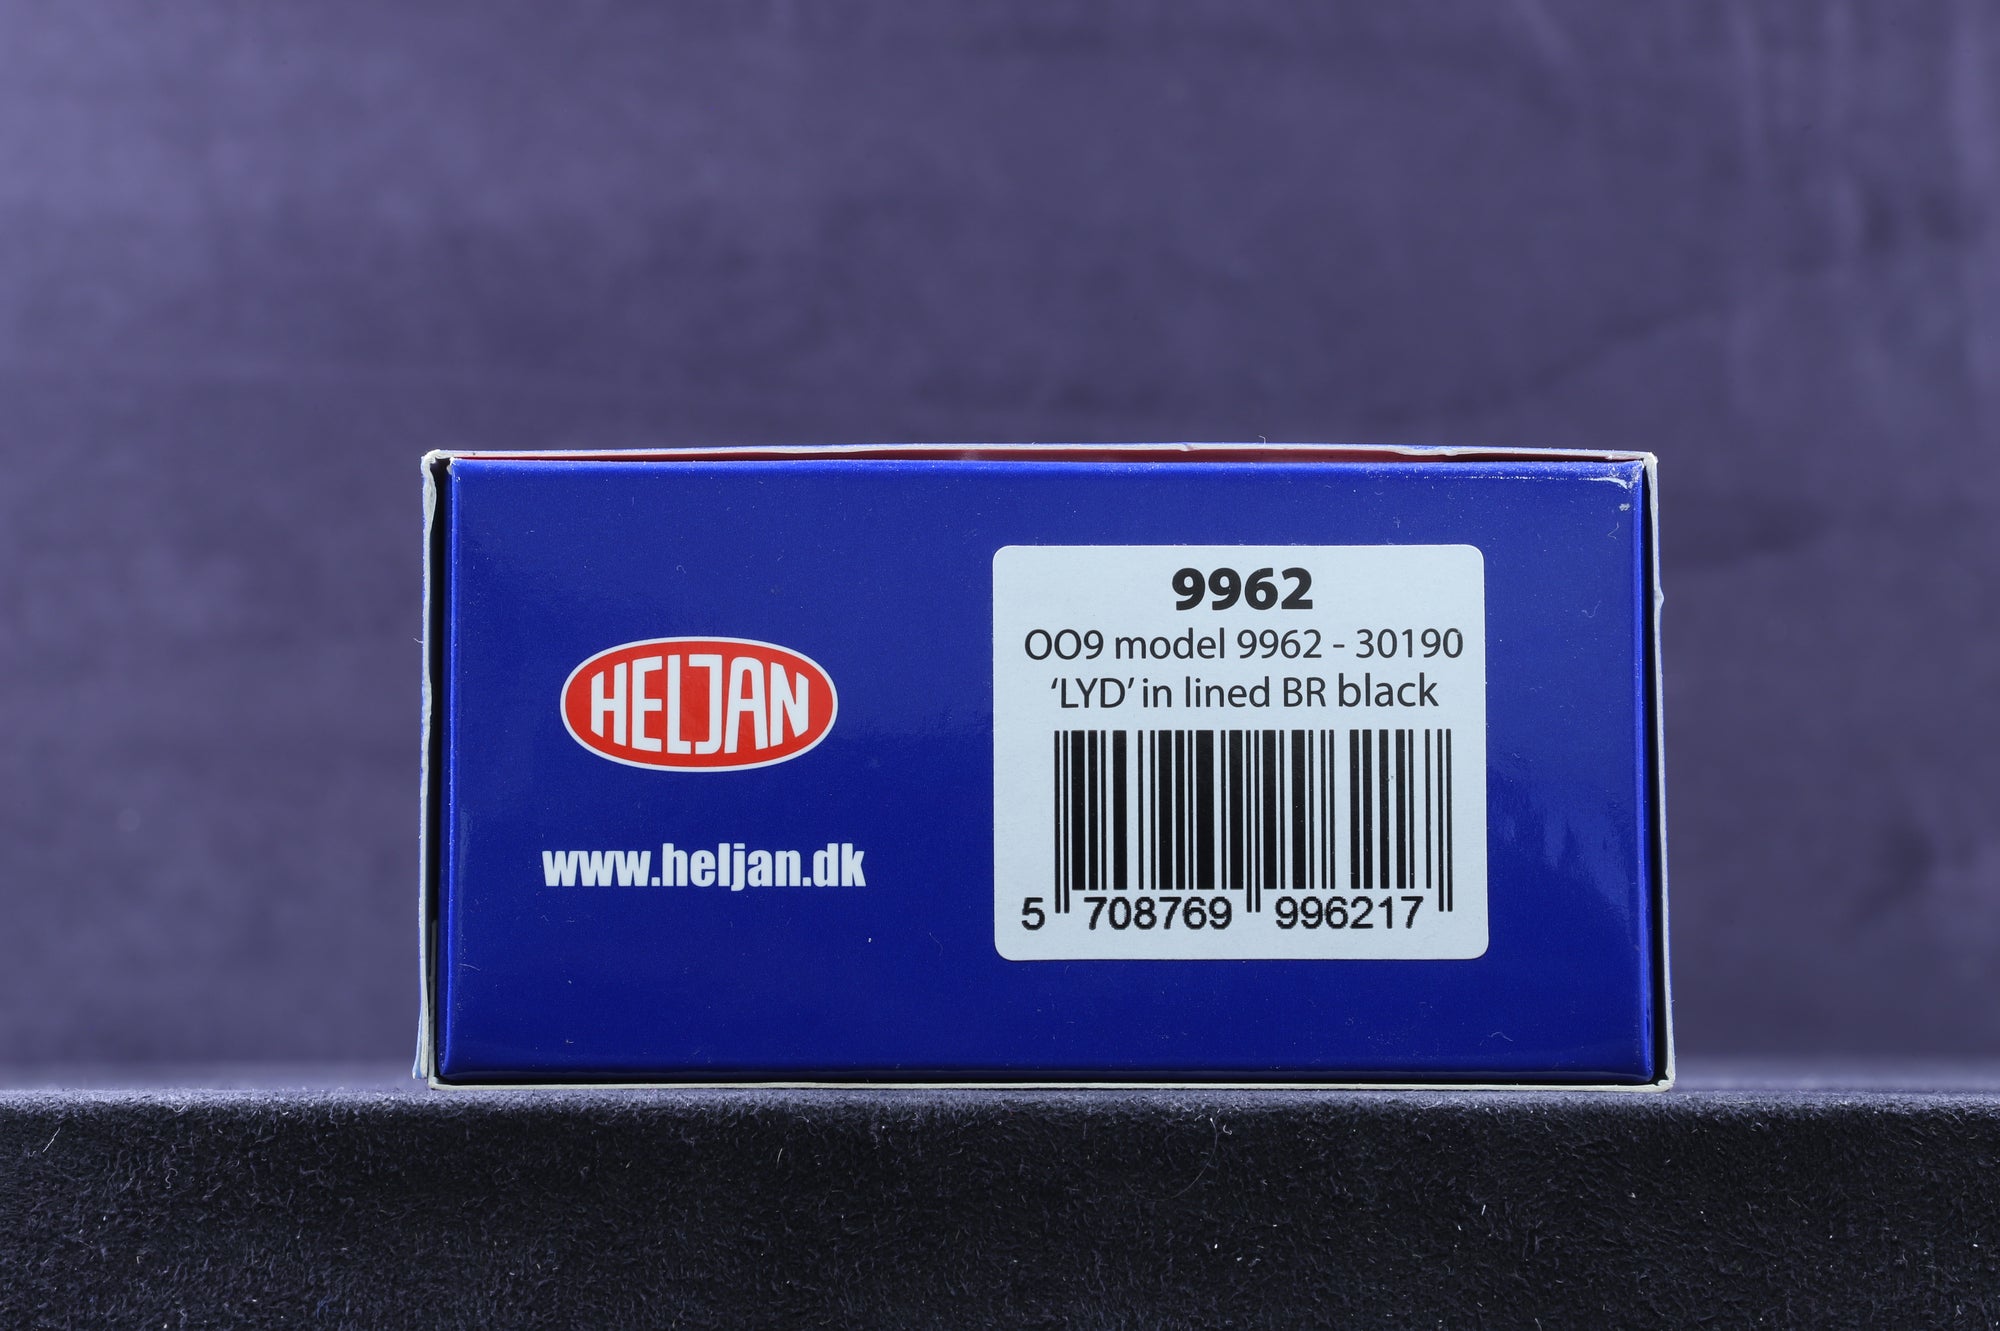 HELJAN
www.heljan.dk
9962
OO9 model 9962 - 30190
‘LYD’ in lined BR black
5 708769 996217